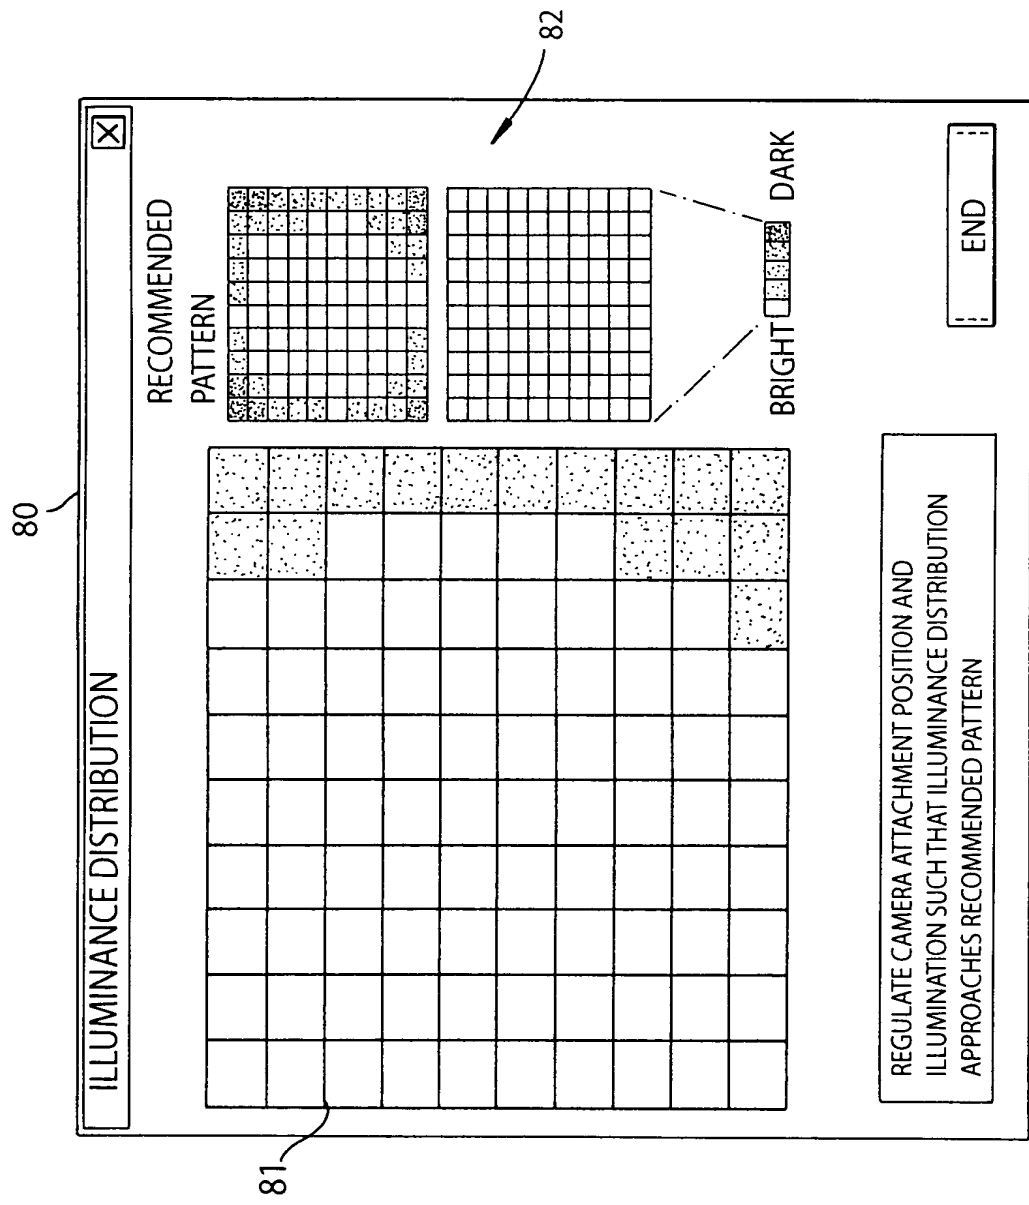 80
ILLUMINANCE DISTRIBUTION
81
RECOMMENDED
PATTERN
82
BRIGHT
DARK
REGULATE CAMERA ATTACHMENT POSITION AND
ILLUMINATION SUCH THAT ILLUMINANCE DISTRIBUTION
APPROACHES RECOMMENDED PATTERN
END